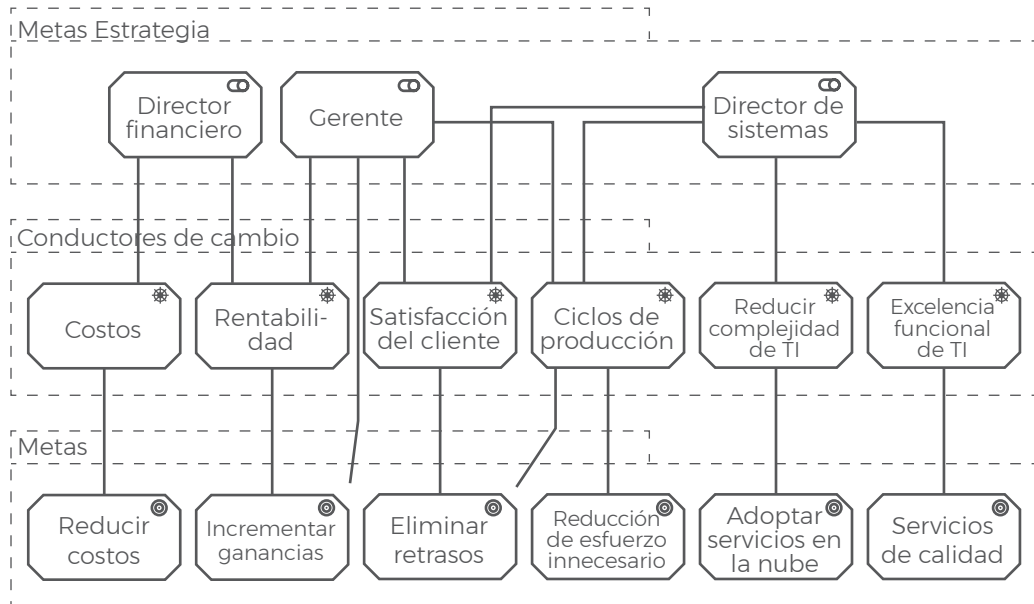 Metas Estrategia
Director
financiero
Gerente
Director de
sistemas
Conductores de cambio
Costos
Rentabili-
dad
Satisfacción
del cliente
Ciclos de
producción
Reducir
complejidad
de TI
Excelencia
funcional
de TI
Metas
Reducir
costos
Incrementar
ganancias
Eliminar
retrasos
Reducción
de esfuerzo
innecesario
Adoptar
servicios en
la nube
Servicios
de calidad